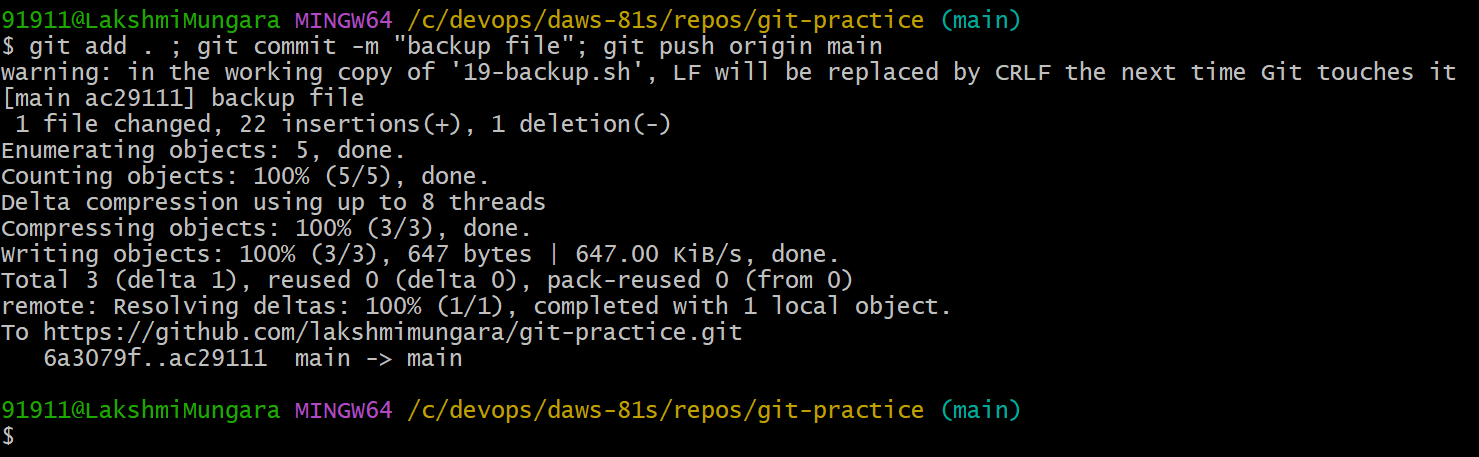 91911@LakshmiMungara MINGW64 /c/devops/daws-81s/repos/git-practice (main)
$ git add . ; git commit -m "backup file"; git push origin main
warning: in the working copy of '19-backup.sh', LF will be replaced by CRLF the next time Git touches it
[main ac29111] backup file
 1 file changed, 22 insertions(+), 1 deletion(-)
Enumerating objects: 5, done.
Counting objects: 100% (5/5), done.
Delta compression using up to 8 threads
Compressing objects: 100% (3/3), done.
Writing objects: 100% (3/3), 647 bytes | 647.00 KiB/s, done.
Total 3 (delta 1), reused 0 (delta 0), pack-reused 0 (from 0)
remote: Resolving deltas: 100% (1/1), completed with 1 local object.
To https://github.com/lakshmimungara/git-practice.git
   6a3079f..ac29111  main -> main

91911@LakshmiMungara MINGW64 /c/devops/daws-81s/repos/git-practice (main)
$